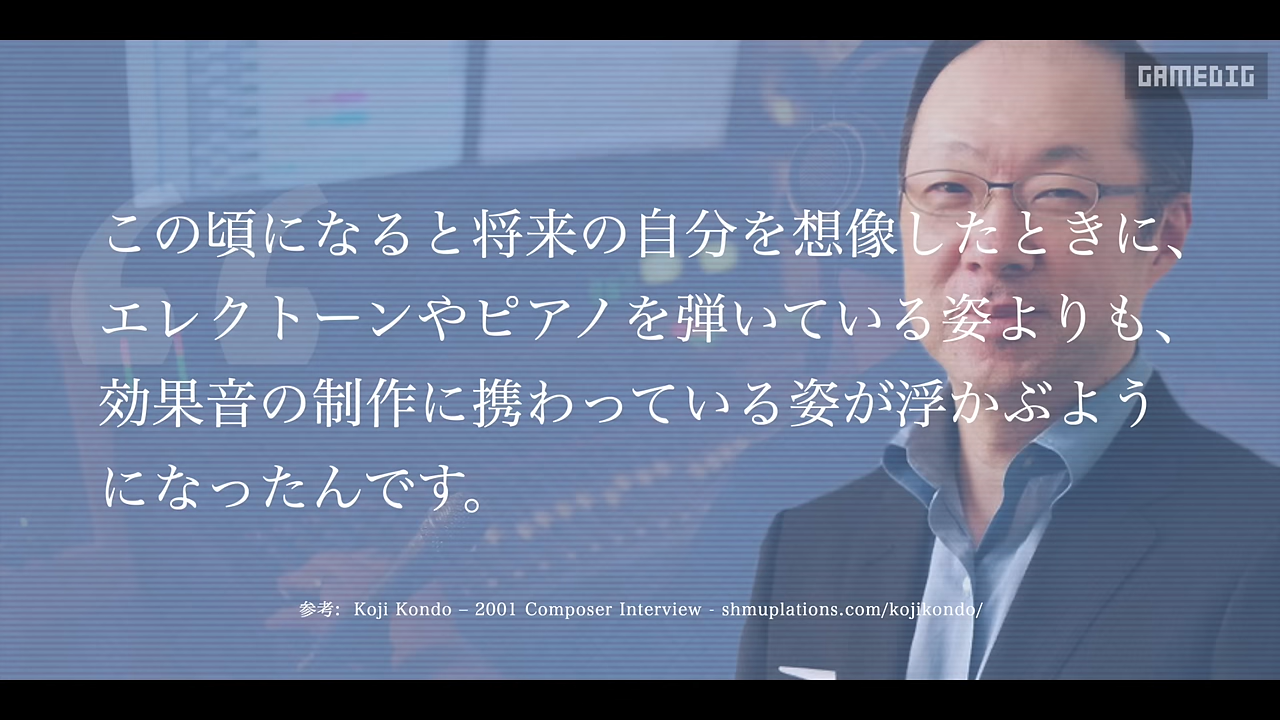 GAMEDIG
この頃になると将来の自分を想像したときに、
エレクトーンやピアノを弾いている姿よりも、
効果音の制作に携わっている姿が浮かぶよう
になったんです。
参考: Koji Kondo – 2001 Composer Interview - shmuplations.com/kojikondo/